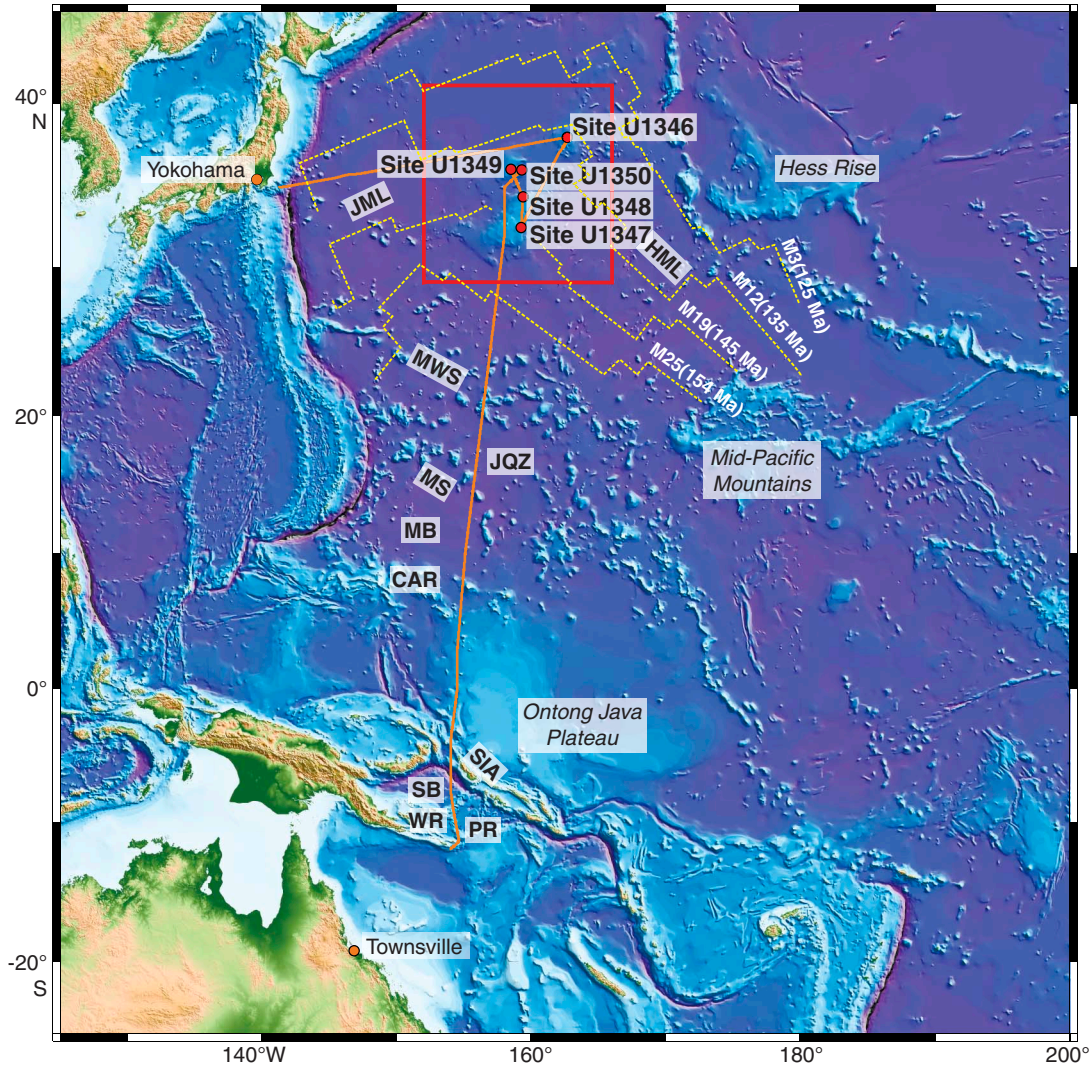 40°
N
Site U1346
Yokohama
Site U1349
Site U1350
Hess Rise
JML
Site U1348
Site U1347
HML
M3(125 Ma)
M12(135 Ma)
M19(145 Ma)
M25(154 Ma)
MWS
20°
JQZ
Mid-Pacific
Mountains
MS
MB
CAR
0°
Ontong Java
Plateau
SIA
SB
WR
PR
Townsville
-20°
S
140°W
160°
180°
200°